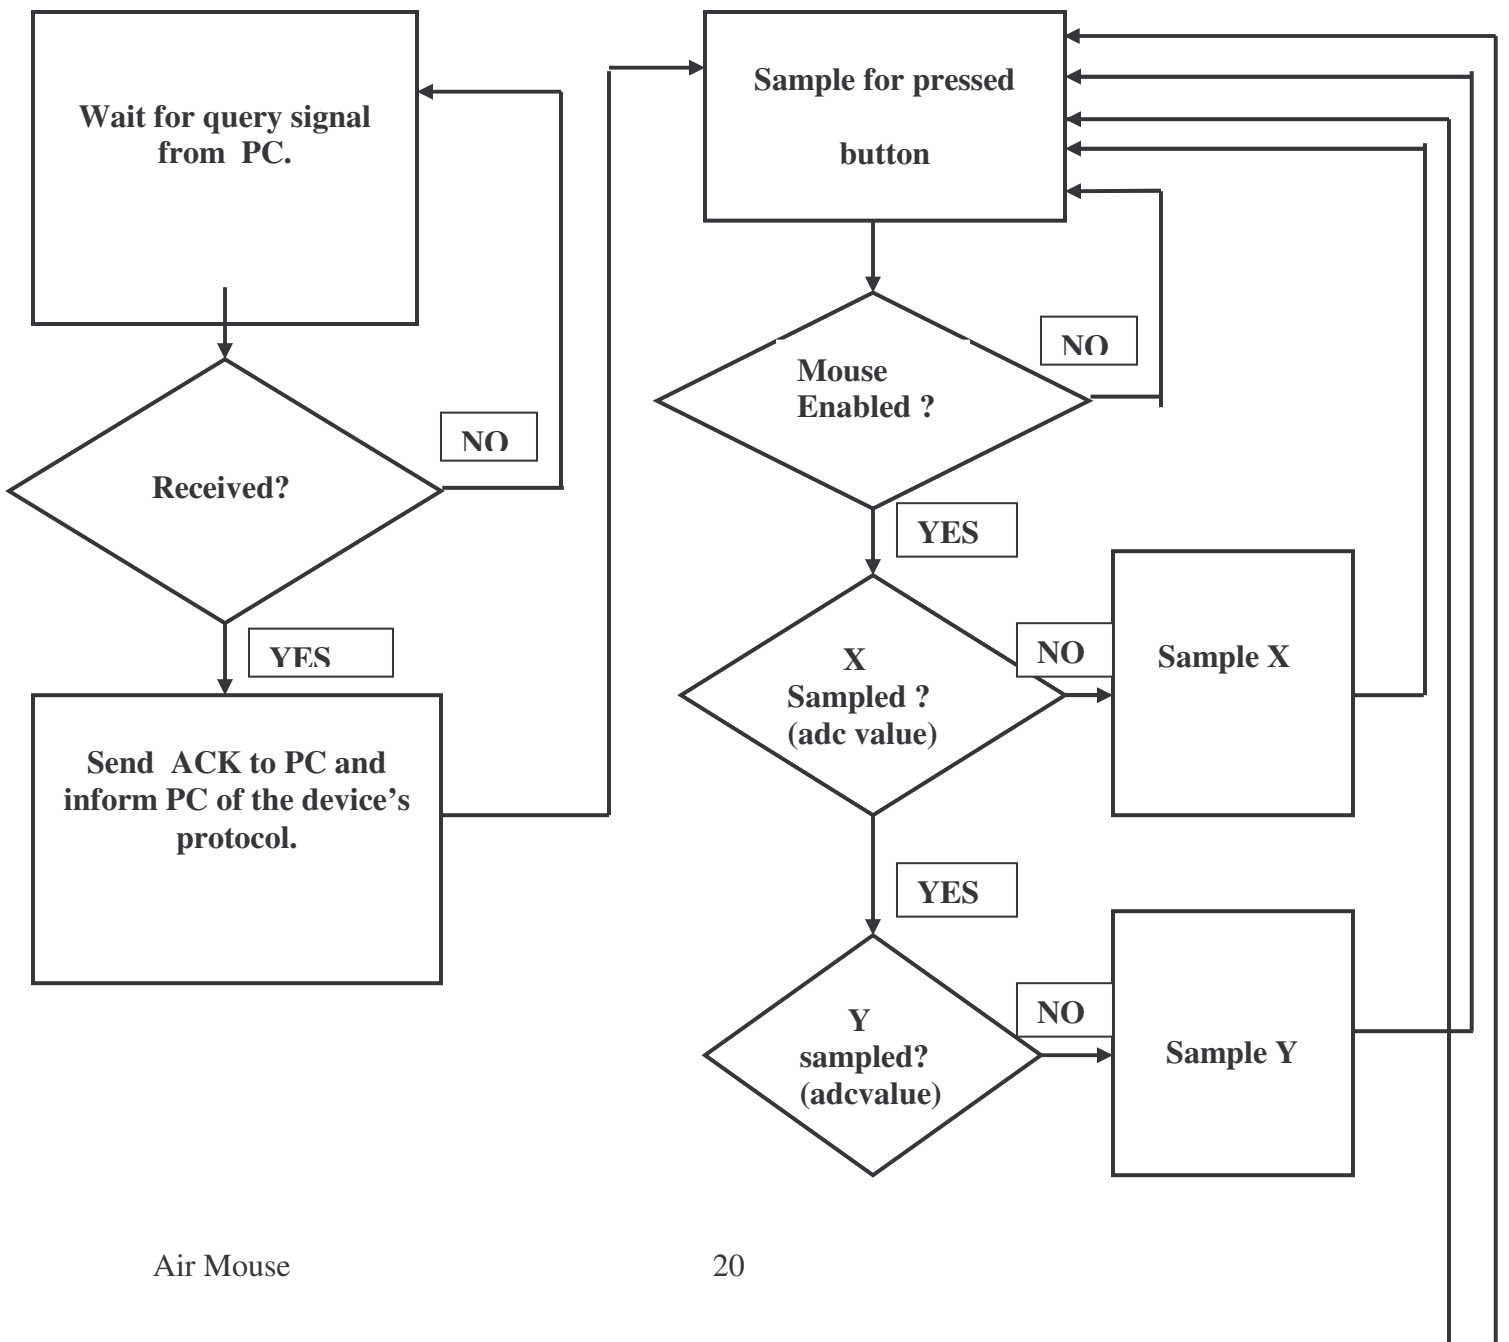 Wait for query signal
from PC.
NO
Received?
YES
Send ACK to PC and
inform PC of the device's
protocol.
Sample for pressed
button
NO
Mouse
Enabled ?
YES
X
Sampled ?
(adc value)
NO
Sample X
YES
Y
sampled?
(adcvalue)
NO
Sample Y
Air Mouse 20